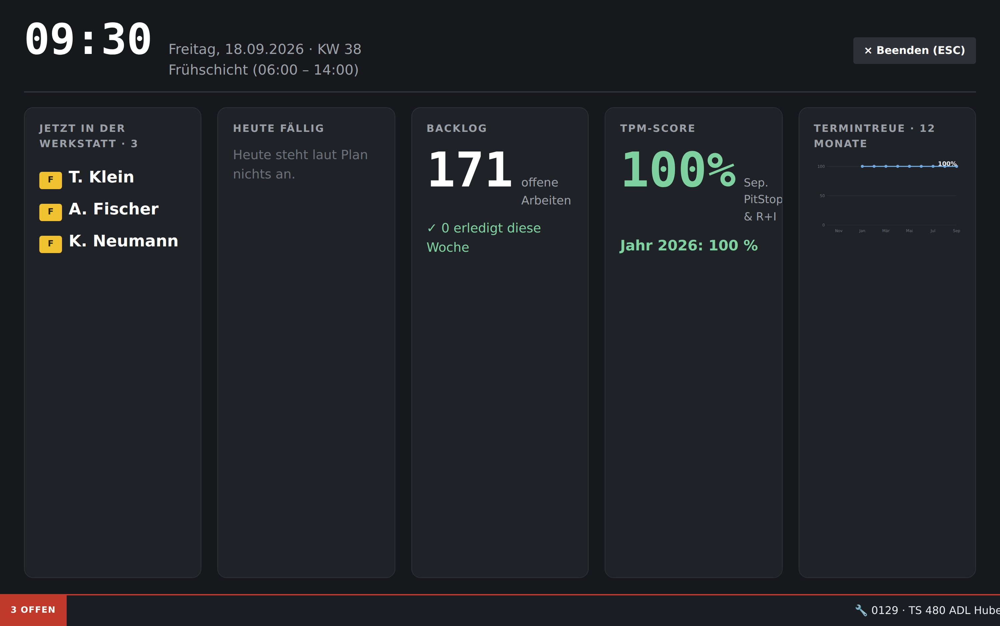 09:30
Freitag, 18.09.2026 · KW 38
Frühschicht (06:00 – 14:00)
× Beenden (ESC)
JETZT IN DER
WERKSTATT · 3
F T. Klein
F A. Fischer
F K. Neumann
HEUTE FÄLLIG
Heute steht laut Plan
nichts an.
BACKLOG
171 offene
Arbeiten
✓ 0 erledigt diese
Woche
TPM-SCORE
100% Sep.
PitStop
& R+I
Jahr 2026: 100 %
TERMINTREUE · 12
MONATE
100%
100
50
0
Nov Jan Mär Mai Jul Sep
3 OFFEN
🔧 0129 · TS 480 ADL Hube